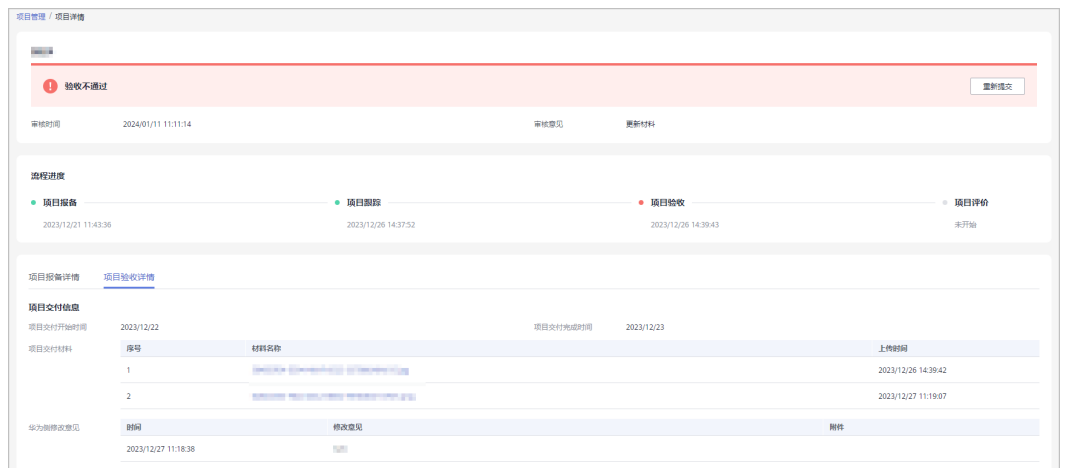 项目管理 / 项目详情
验收不通过
重新提交
审核时间 2024/01/11 11:11:14 审核意见 更新材料
流程进度
项目报备 项目跟踪 项目验收 项目评价
2023/12/21 11:43:36 2023/12/26 14:37:52 2023/12/26 14:39:43 未开始
项目报备详情 项目验收详情
项目交付信息
项目交付开始时间 2023/12/22 项目交付完成时间 2023/12/23
项目交付材料 序号 材料名称 上传时间
1 2023/12/26 14:39:42
2 2023/12/27 11:19:07
华为侧修改意见 时间 修改意见 附件
2023/12/27 11:18:38